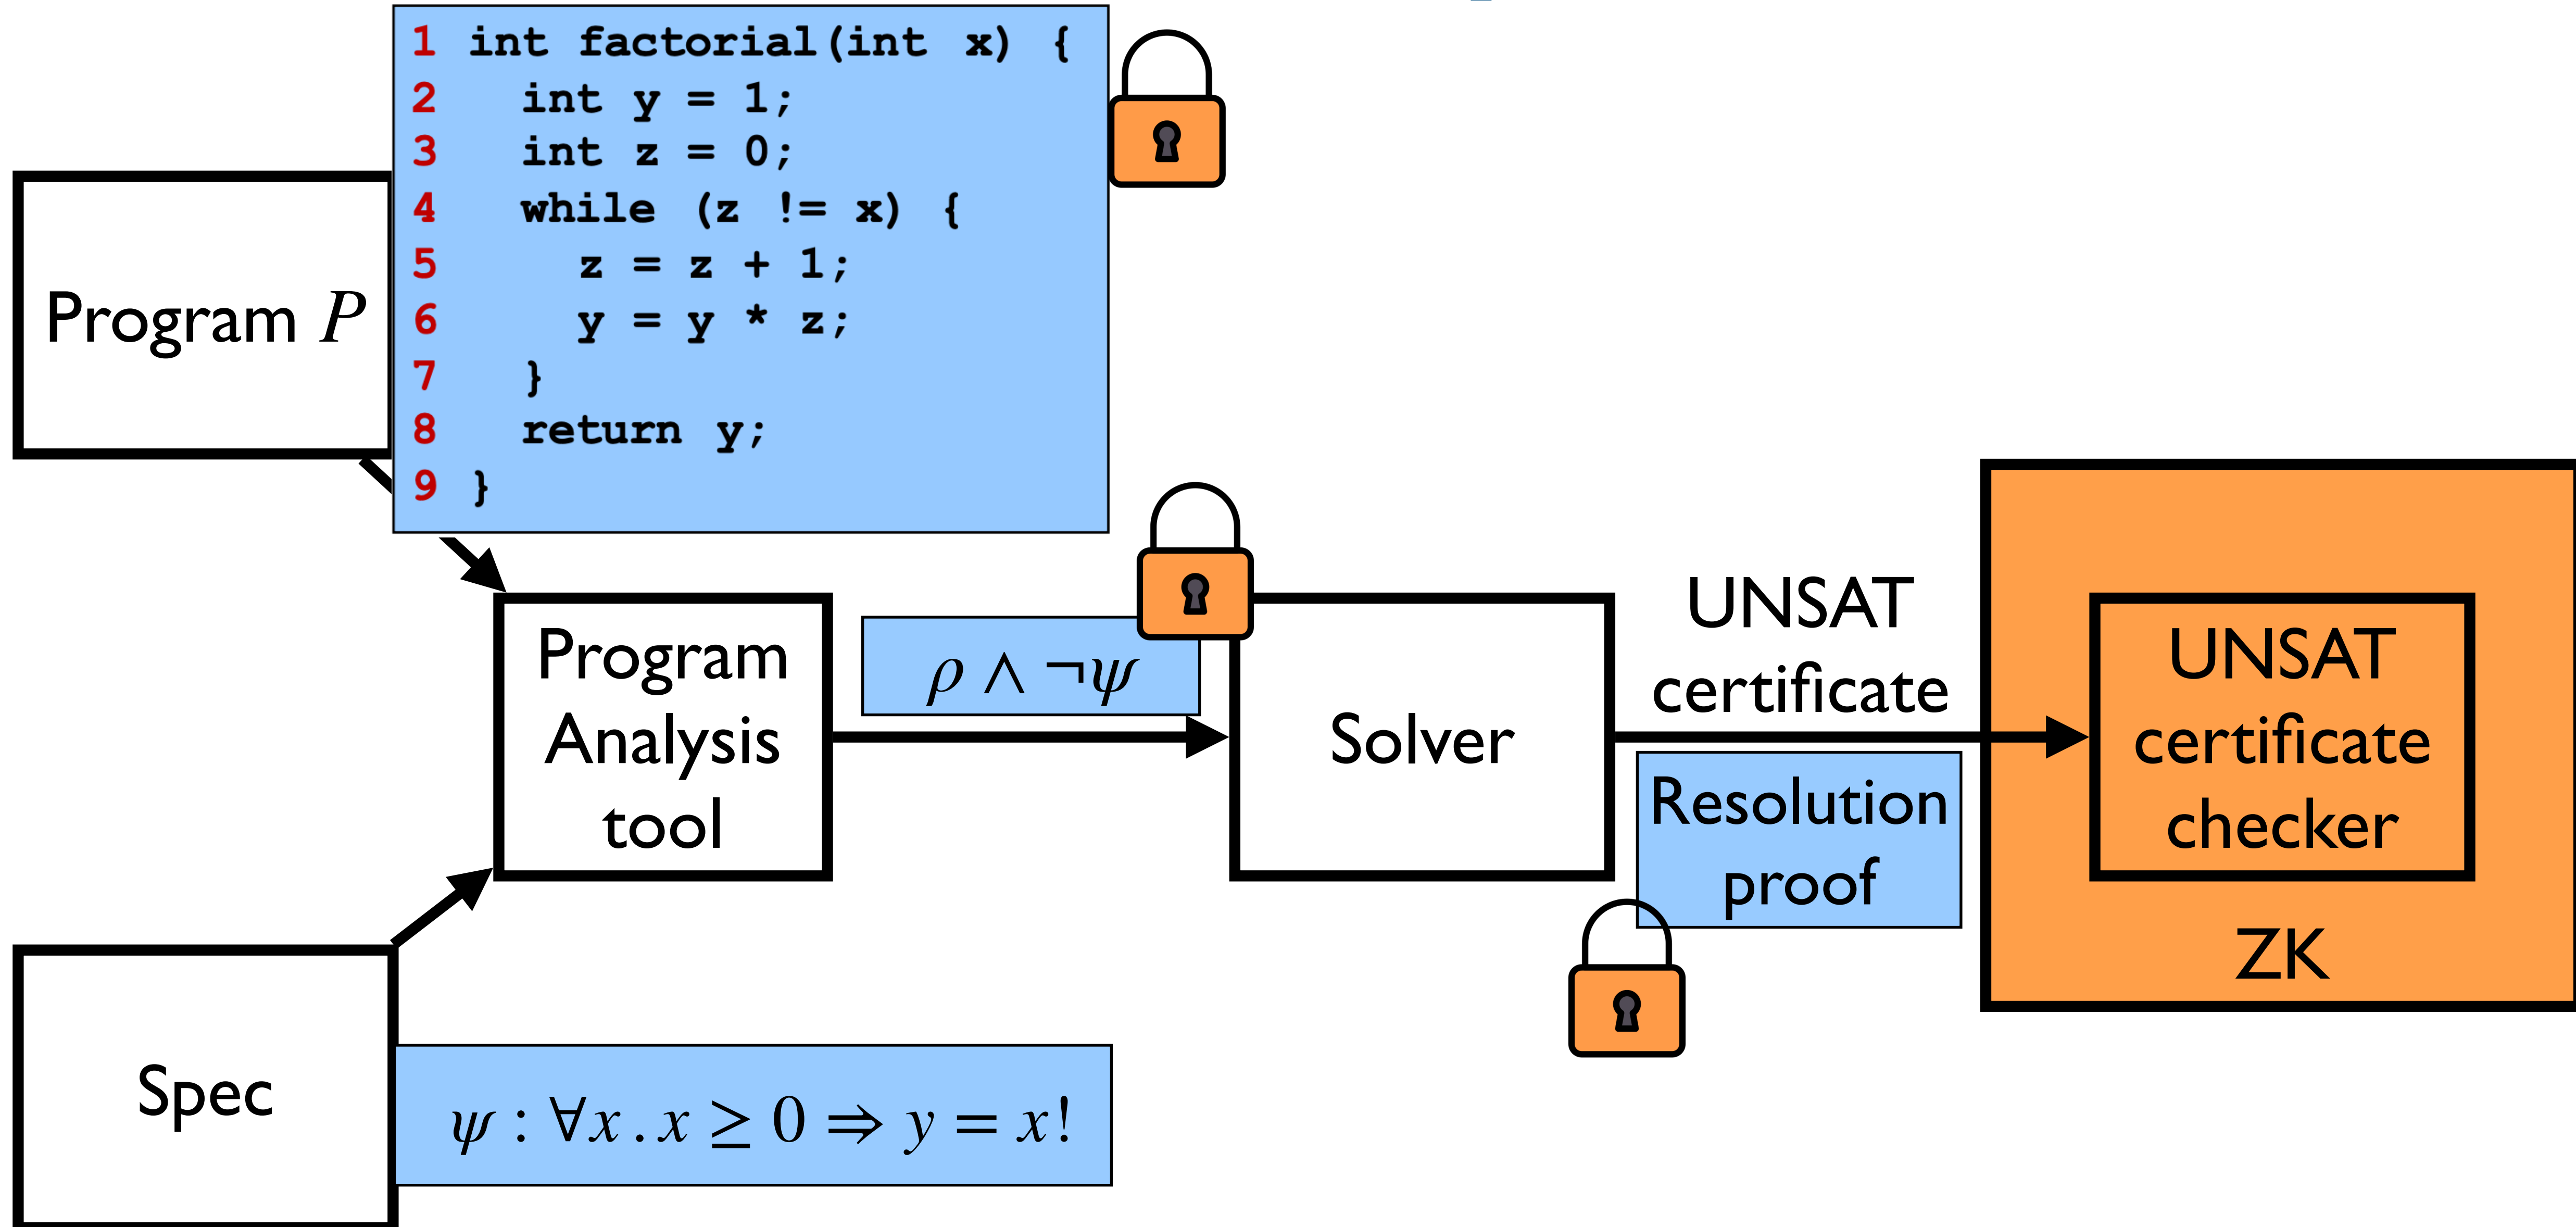 1 int factorial(int x) {
2 int y = 1;
3 int z = 0;
4 while (z != x) {
5 z = z + 1;
6 y = y * z;
7 }
8 return y;
9 }
Program P
Program
Analysis
tool
ρ ∧ ¬ψ
Solver
UNSAT
certificate
Resolution
proof
UNSAT
certificate
checker
ZK
Spec
ψ : ∀x . x ≥ 0 ⇒ y = x!